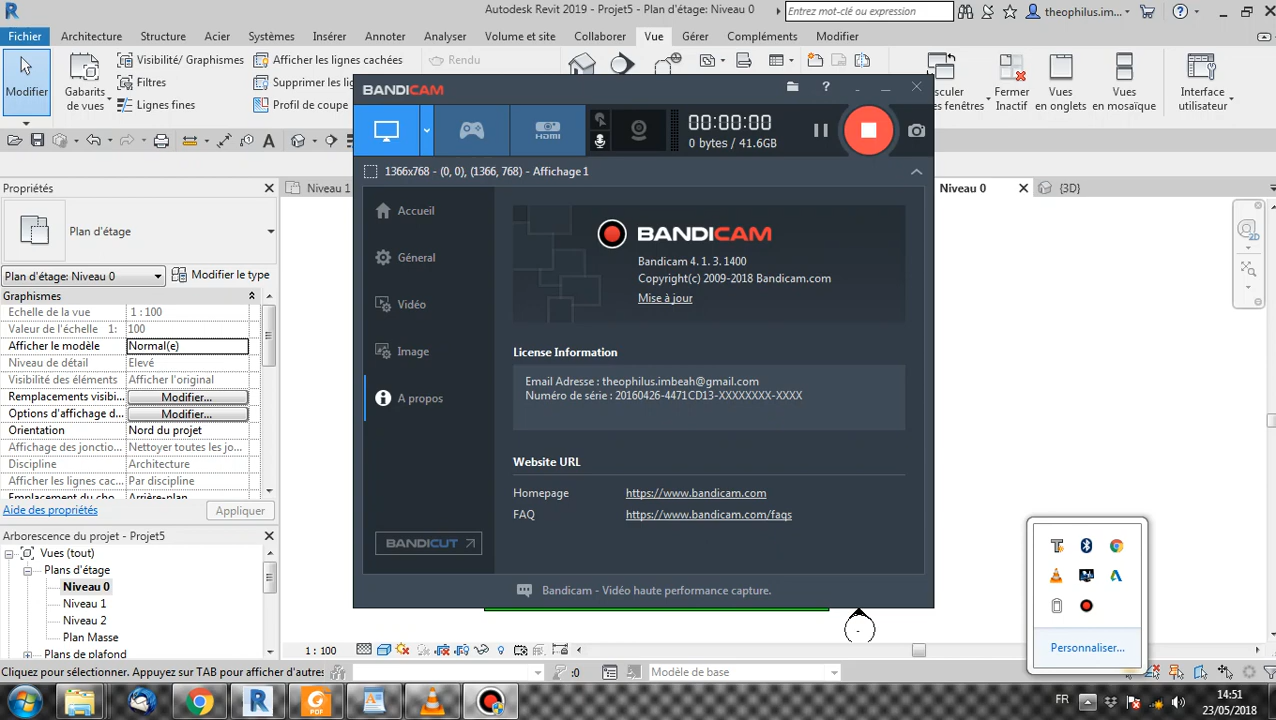 Autodesk Revit 2019 - Projet5 - Plan d'étage: Niveau 0
Entrez mot-clé ou expression
theophilus.im...
Fichier
Architecture
Structure
Acier
Systèmes
Insérer
Annoter
Analyser
Volume et site
Collaborer
Vue
Gérer
Compléments
Modifier
Modifier
Gabarits
de vues
Visibilité/ Graphisme
Filtres
Lignes fines
Afficher les lignes cachées
Supprimer les lig
Profil de coupe
Rendu
sculer
enêtres
Fermer
Inactif
Vues
en onglets
Vues
en mosaïque
Interface
utilisateur
Propriétés
Plan d'étage
Plan d'étage: Niveau 0
Modifier le type
Graphismes
Echelle de la vue 1 : 100
Valeur de l'échelle 1: 100
Afficher le modèle Normal(e)
Niveau de détail Elevé
Visibilité des éléments Afficher l'original
Remplacements visibi... Modifier...
Options d'affichage d... Modifier...
Orientation Nord du projet
Affichage des jonctio... Nettoyer toutes les jo...
Discipline Architecture
Afficher les lignes cac... Par discipline
Emplacement du cho Arrière-plan
Aide des propriétés
Appliquer
Arborescence du projet - Projet5
Vues (tout)
Plans d'étage
Niveau 0
Niveau 1
Niveau 2
Plan Masse
Plans de plafond
Niveau 1
Niveau 0
{3D}
2D
BANDICAM
?
HDMI
00:00:00
0 bytes / 41.6GB
1366x768 - (0, 0), (1366, 768) - Affichage 1
Accueil
Géneral
Vidéo
Image
A propos
BANDICUT
BANDICAM
Bandicam 4. 1. 3. 1400
Copyright(c) 2009-2018 Bandicam.com
Mise à jour
License Information
Email Adresse : theophilus.imbeah@gmail.com
Numéro de série : 20160426-4471CD13-XXXXXXXX-XXXX
Website URL
Homepage https://www.bandicam.com
FAQ https://www.bandicam.com/faqs
Bandicam - Vidéo haute performance capture.
Personnaliser...
1 : 100
Cliquez pour sélectionner. Appuyez sur TAB pour afficher d'autres
:0
Modèle de base
PDF
FR
14:51
23/05/2018